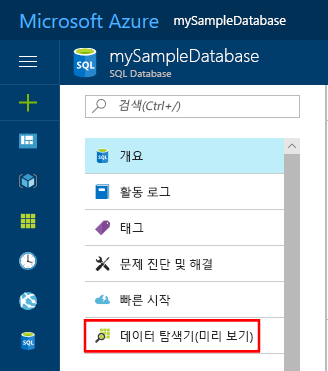 Microsoft Azure mySampleDatabase
mySampleDatabase
SQL
SQL Database
검색(Ctrl+/)
SQL 개요
활동 로그
태그
문제 진단 및 해결
빠른 시작
SQL
데이터 탐색기(미리 보기)